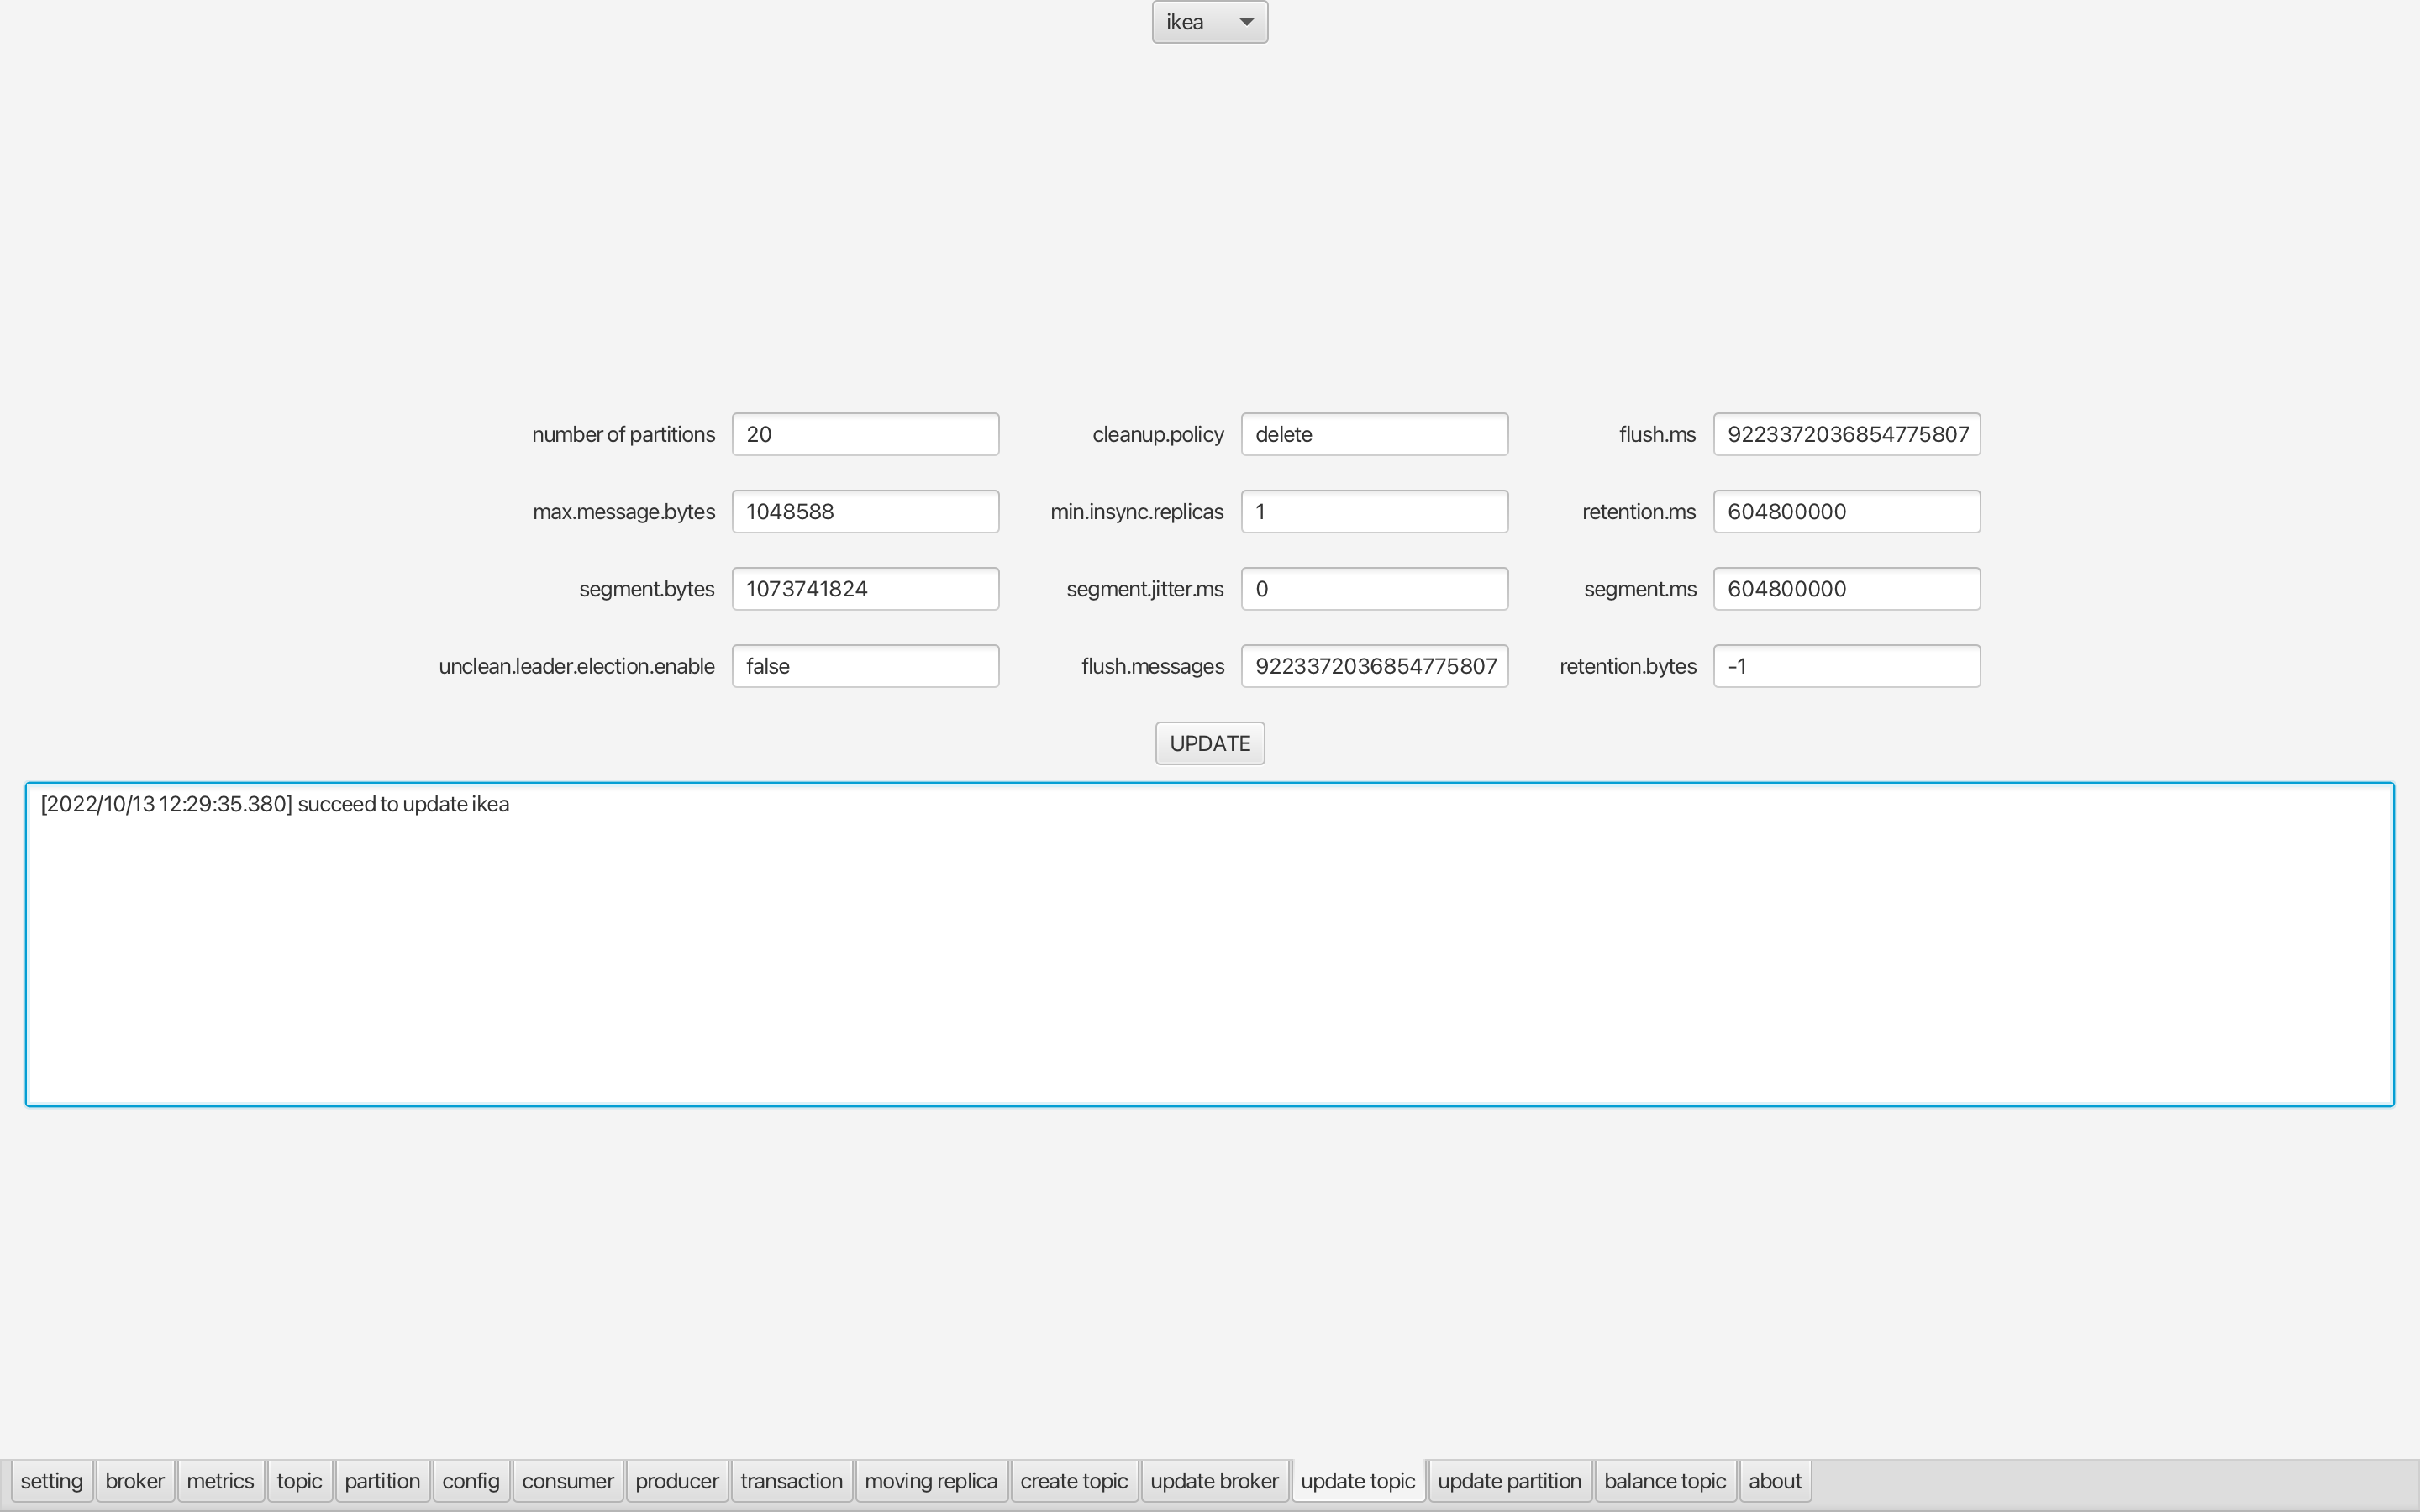 ikea
number of partitions 20 cleanup.policy delete flush.ms 9223372036854775807
max.message.bytes 1048588 min.insync.replicas 1 retention.ms 604800000
segment.bytes 1073741824 segment.jitter.ms 0 segment.ms 604800000
unclean.leader.election.enable false flush.messages 9223372036854775807 retention.bytes -1
UPDATE
[2022/10/13 12:29:35.380] succeed to update ikea
setting broker metrics topic partition config consumer producer transaction moving replica create topic update broker update topic update partition balance topic about